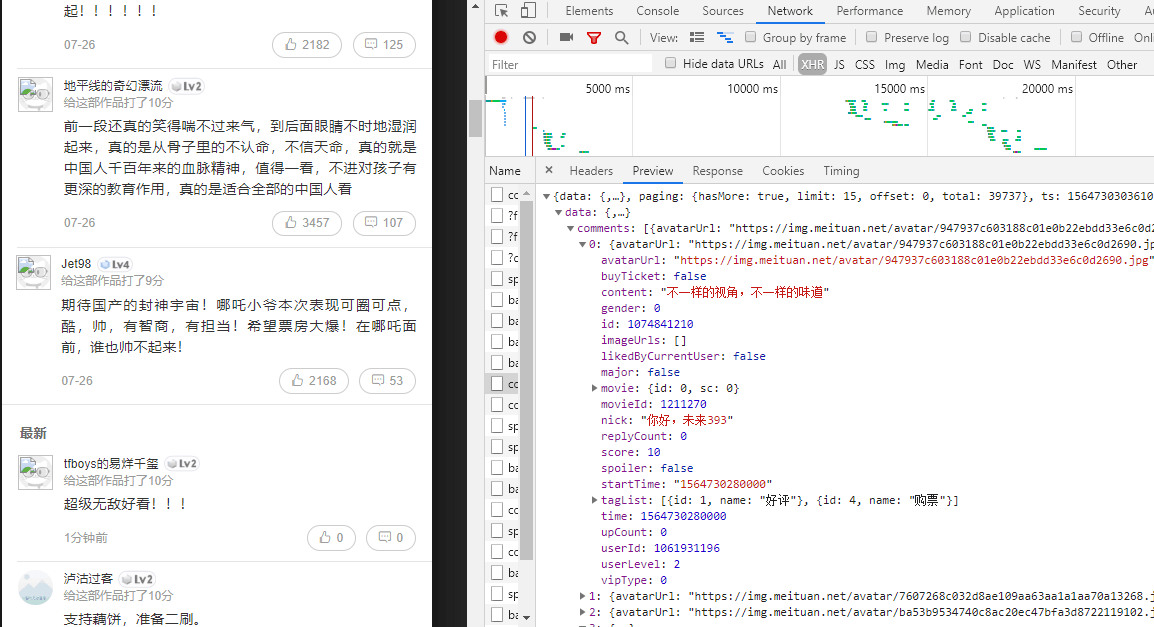 起！！！！！！
07-26 2182 125
地平线的奇幻漂流 Lv2
给这部作品打了10分
前一段还真的笑得喘不过来气，到后面眼睛不时地湿润
起来，真的是从骨子里的不认命，不信天命，真的就是
中国人千百年来的血脉精神，值得一看，不进对孩子有
更深的教育作用，真的是适合全部的中国人看
07-26 3457 107
Jet98 Lv4
给这部作品打了9分
期待国产的封神宇宙！哪吒小爷本次表现可圈可点，
酷，帅，有智商，有担当！希望票房大爆！在哪吒面
前，谁也帅不起来！
07-26 2168 53
最新
tfboys的易烊千玺 Lv2
给这部作品打了10分
超级无敌好看！！！
1分钟前 0 0
泸沽过客 Lv2
给这部作品打了10分
支持藕饼，准备二刷。
Elements Console Sources Network Performance Memory Application Security
View: Group by frame Preserve log Disable cache Offline Onl
Filter Hide data URLs All XHR JS CSS Img Media Font Doc WS Manifest Other
5000 ms 10000 ms 15000 ms 20000 ms
Name × Headers Preview Response Cookies Timing
cc
?f
?f
?c
sp
ba
ba
ba
ba
cc
cc
sp
sp
ba
ba
cc
sp
cc
ba
sp
ba
{data: {,…}, paging: {hasMore: true, limit: 15, offset: 0, total: 39737}, ts: 1564730303610
data: {,…}
comments: [{avatarUrl: "https://img.meituan.net/avatar/947937c603188c01e0b22ebdd33e6c0d2
0: {avatarUrl: "https://img.meituan.net/avatar/947937c603188c01e0b22ebdd33e6c0d2690.jp
avatarUrl: "https://img.meituan.net/avatar/947937c603188c01e0b22ebdd33e6c0d2690.jpg"
buyTicket: false
content: "不一样的视角，不一样的味道"
gender: 0
id: 1074841210
imageUrls: []
likedByCurrentUser: false
major: false
movie: {id: 0, sc: 0}
movieId: 1211270
nick: "你好，未来393"
replyCount: 0
score: 10
spoiler: false
startTime: "1564730280000"
tagList: [{id: 1, name: "好评"}, {id: 4, name: "购票"}]
time: 1564730280000
upCount: 0
userId: 1061931196
userLevel: 2
vipType: 0
1: {avatarUrl: "https://img.meituan.net/avatar/7607268c032d8ae109aa63aa1a1aa70a13268.j
2: {avatarUrl: "https://img.meituan.net/avatar/ba53b9534740c8ac20ec47bfa3d8722119102.j